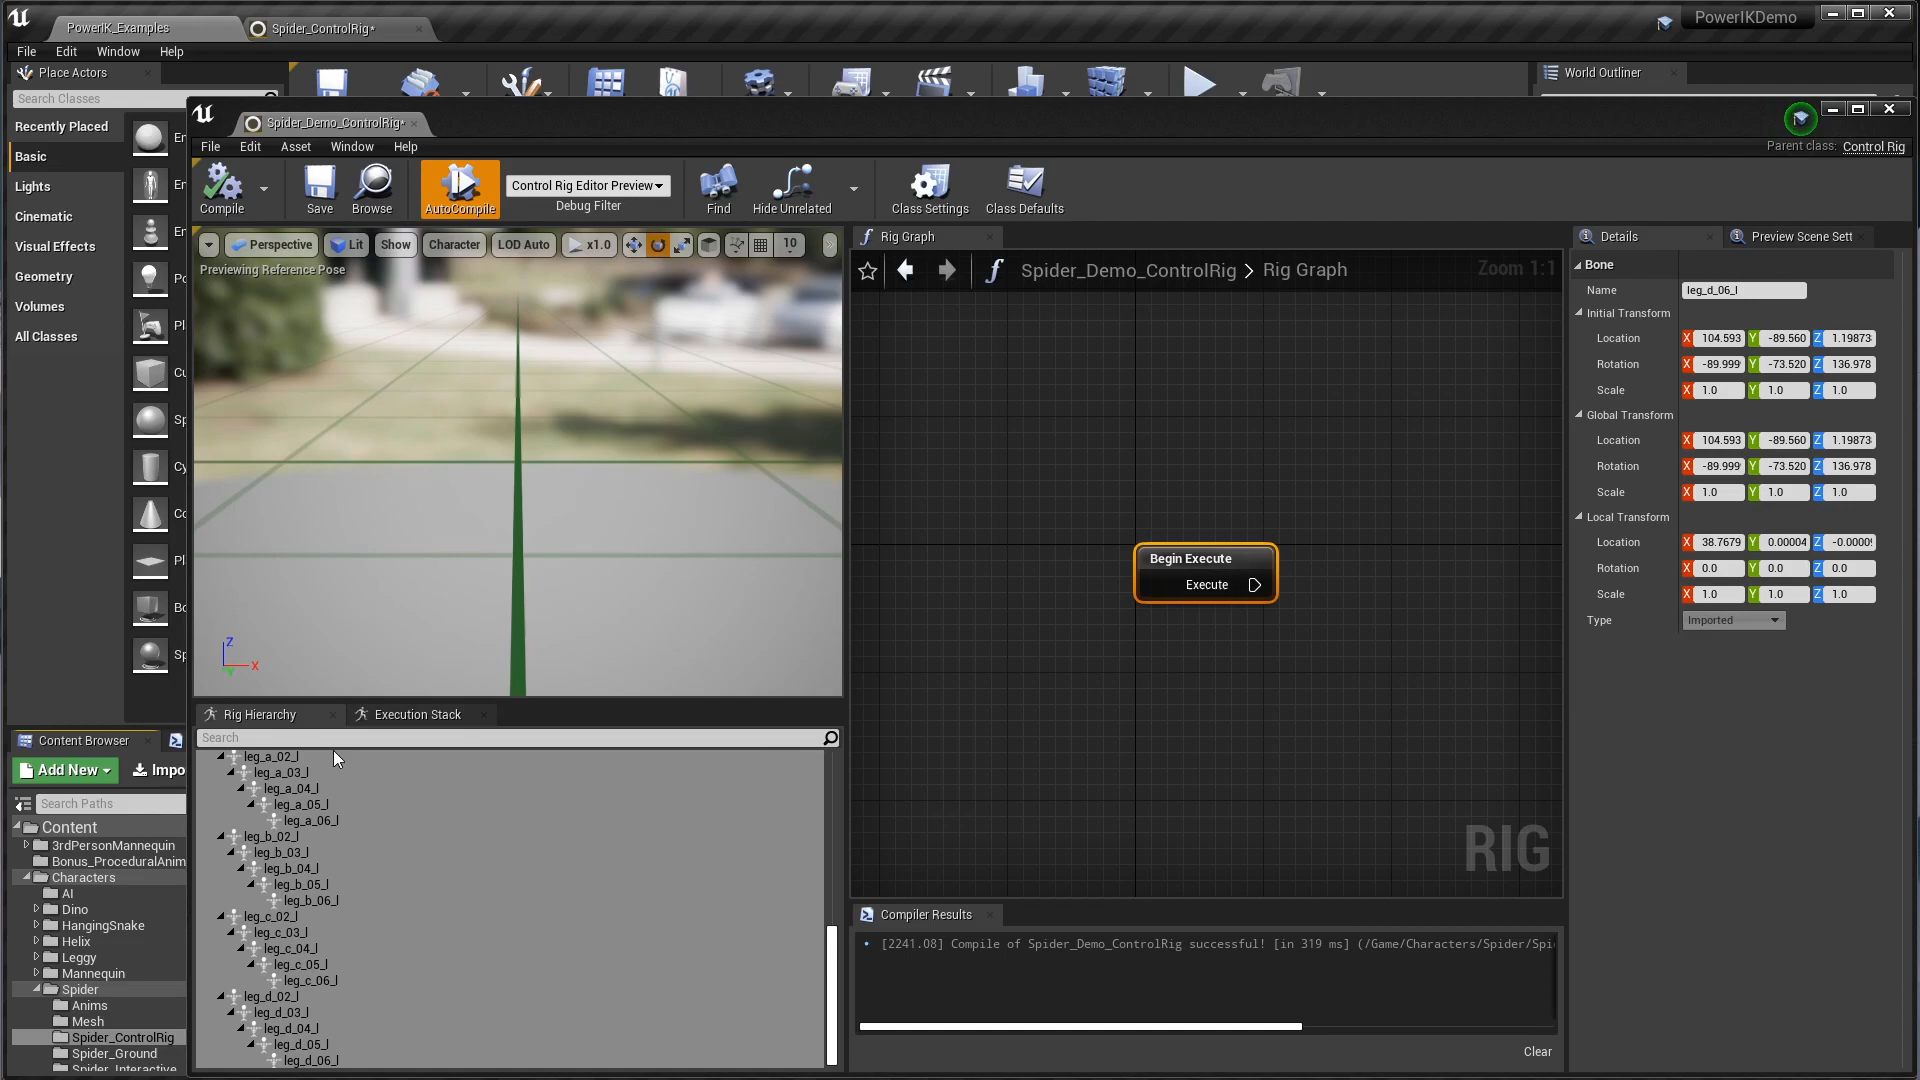 PowerIK_Examples
Spider_ControlRig*
PowerIKDemo
File Edit Window Help
Place Actors
World Outliner
Search Classes
Recently Placed
Basic
Lights
Cinematic
Visual Effects
Geometry
Volumes
All Classes
Spider_Demo_ControlRig*
File Edit Asset Window Help
Parent class: Control Rig
Compile
Save
Browse
AutoCompile
Control Rig Editor Preview
Debug Filter
Find
Hide Unrelated
Class Settings
Class Defaults
Perspective
Lit
Show
Character
LOD Auto
x1.0
10
Previewing Reference Pose
Z
X
Y
Rig Graph
Spider_Demo_ControlRig > Rig Graph
Zoom 1:1
Begin Execute
Execute
RIG
Details
Preview Scene Sett
Bone
Name leg_d_06_l
Initial Transform
Location X 104.593 Y -89.560 Z 1.19873
Rotation X -89.999 Y -73.520 Z 136.978
Scale X 1.0 Y 1.0 Z 1.0
Global Transform
Location X 104.593 Y -89.560 Z 1.19873
Rotation X -89.999 Y -73.520 Z 136.978
Scale X 1.0 Y 1.0 Z 1.0
Local Transform
Location X 38.7679 Y 0.00004 Z -0.0000
Rotation X 0.0 Y 0.0 Z 0.0
Scale X 1.0 Y 1.0 Z 1.0
Type Imported
Rig Hierarchy
Execution Stack
Search
leg_a_02_l
leg_a_03_l
leg_a_04_l
leg_a_05_l
leg_a_06_l
leg_b_02_l
leg_b_03_l
leg_b_04_l
leg_b_05_l
leg_b_06_l
leg_c_02_l
leg_c_03_l
leg_c_04_l
leg_c_05_l
leg_c_06_l
leg_d_02_l
leg_d_03_l
leg_d_04_l
leg_d_05_l
leg_d_06_l
Compiler Results
[2241.08] Compile of Spider_Demo_ControlRig successful! [in 319 ms] (/Game/Characters/Spider/Spi
Clear
Content Browser
Add New
Impo
Search Paths
Content
3rdPersonMannequin
Bonus_ProceduralAnim
Characters
AI
Dino
HangingSnake
Helix
Leggy
Mannequin
Spider
Anims
Mesh
Spider_ControlRig
Spider_Ground
Spider_Interactive